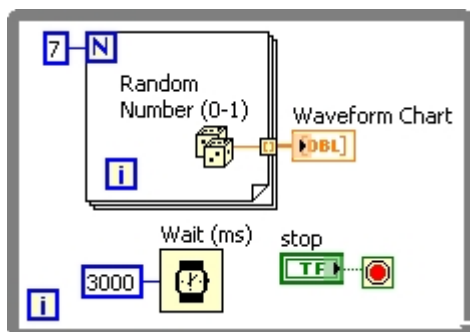 7 N
Random
Number (0-1)
Waveform Chart
i
DBL
Wait (ms)
stop
3000
TF
i